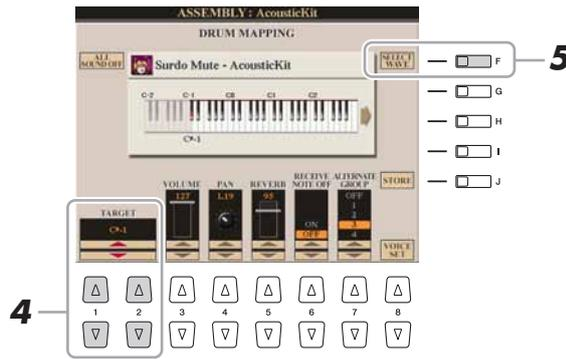 ASSEMBLY : AcousticKit
DRUM MAPPING
ALL
SOUND OFF
Surdo Mute - AcousticKit
SELECT
WAVE
F
5
C-2 C-1 C0 C1 C2
G
C#-1
H
I
VOLUME PAN REVERB RECEIVE
NOTE OFF ALTERNATE
GROUP
STORE
J
127 L19 95 OFF
1
2
ON 3
OFF 4
TARGET
C#-1
VOICE
SET
4
1 2 3 4 5 6 7 8